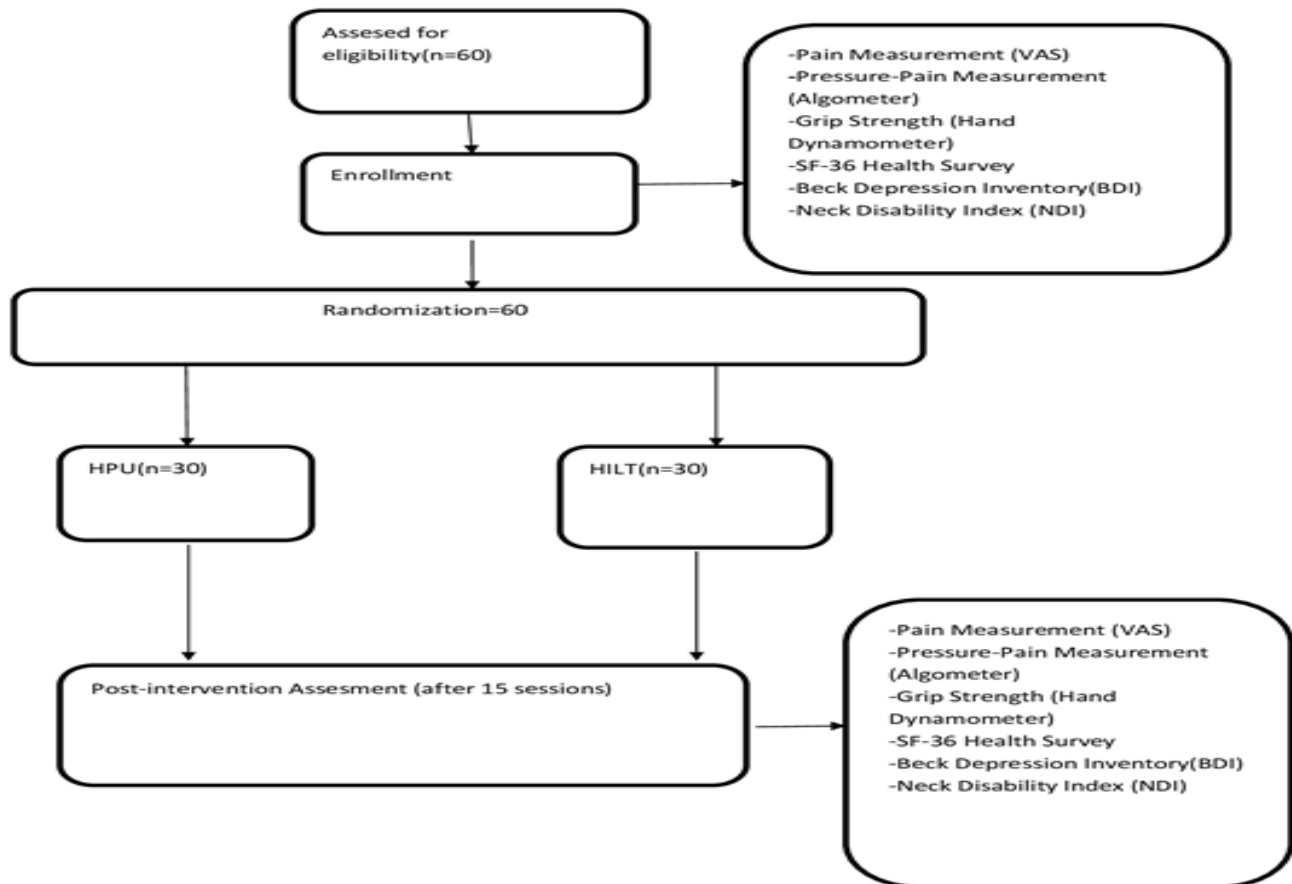 Assesed for
eligibility(n=60)
-Pain Measurement (VAS)
-Pressure-Pain Measurement
(Algometer)
-Grip Strength (Hand
Dynamometer)
-SF-36 Health Survey
-Beck Depression Inventory(BDI)
-Neck Disability Index (NDI)
Enrollment
Randomization=60
HPU(n=30)
HILT(n=30)
Post-intervention Assesment (after 15 sessions)
-Pain Measurement (VAS)
-Pressure-Pain Measurement
(Algometer)
-Grip Strength (Hand
Dynamometer)
-SF-36 Health Survey
-Beck Depression Inventory(BDI)
-Neck Disability Index (NDI)